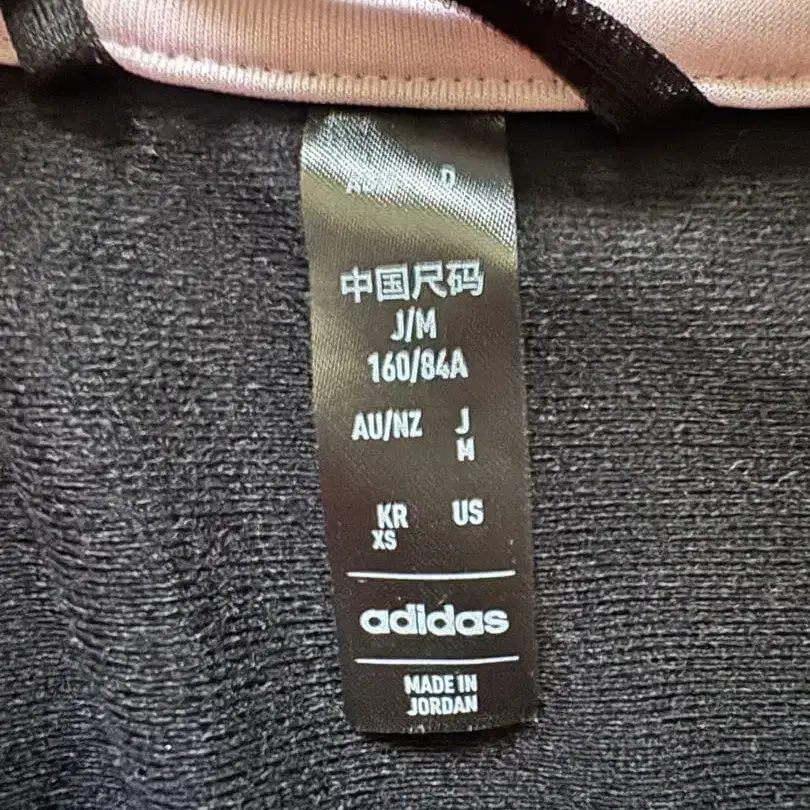 D
中国尺码
J/M
160/84A
AU/NZ J
M
KR US
XS
adidas
MADE IN
JORDAN